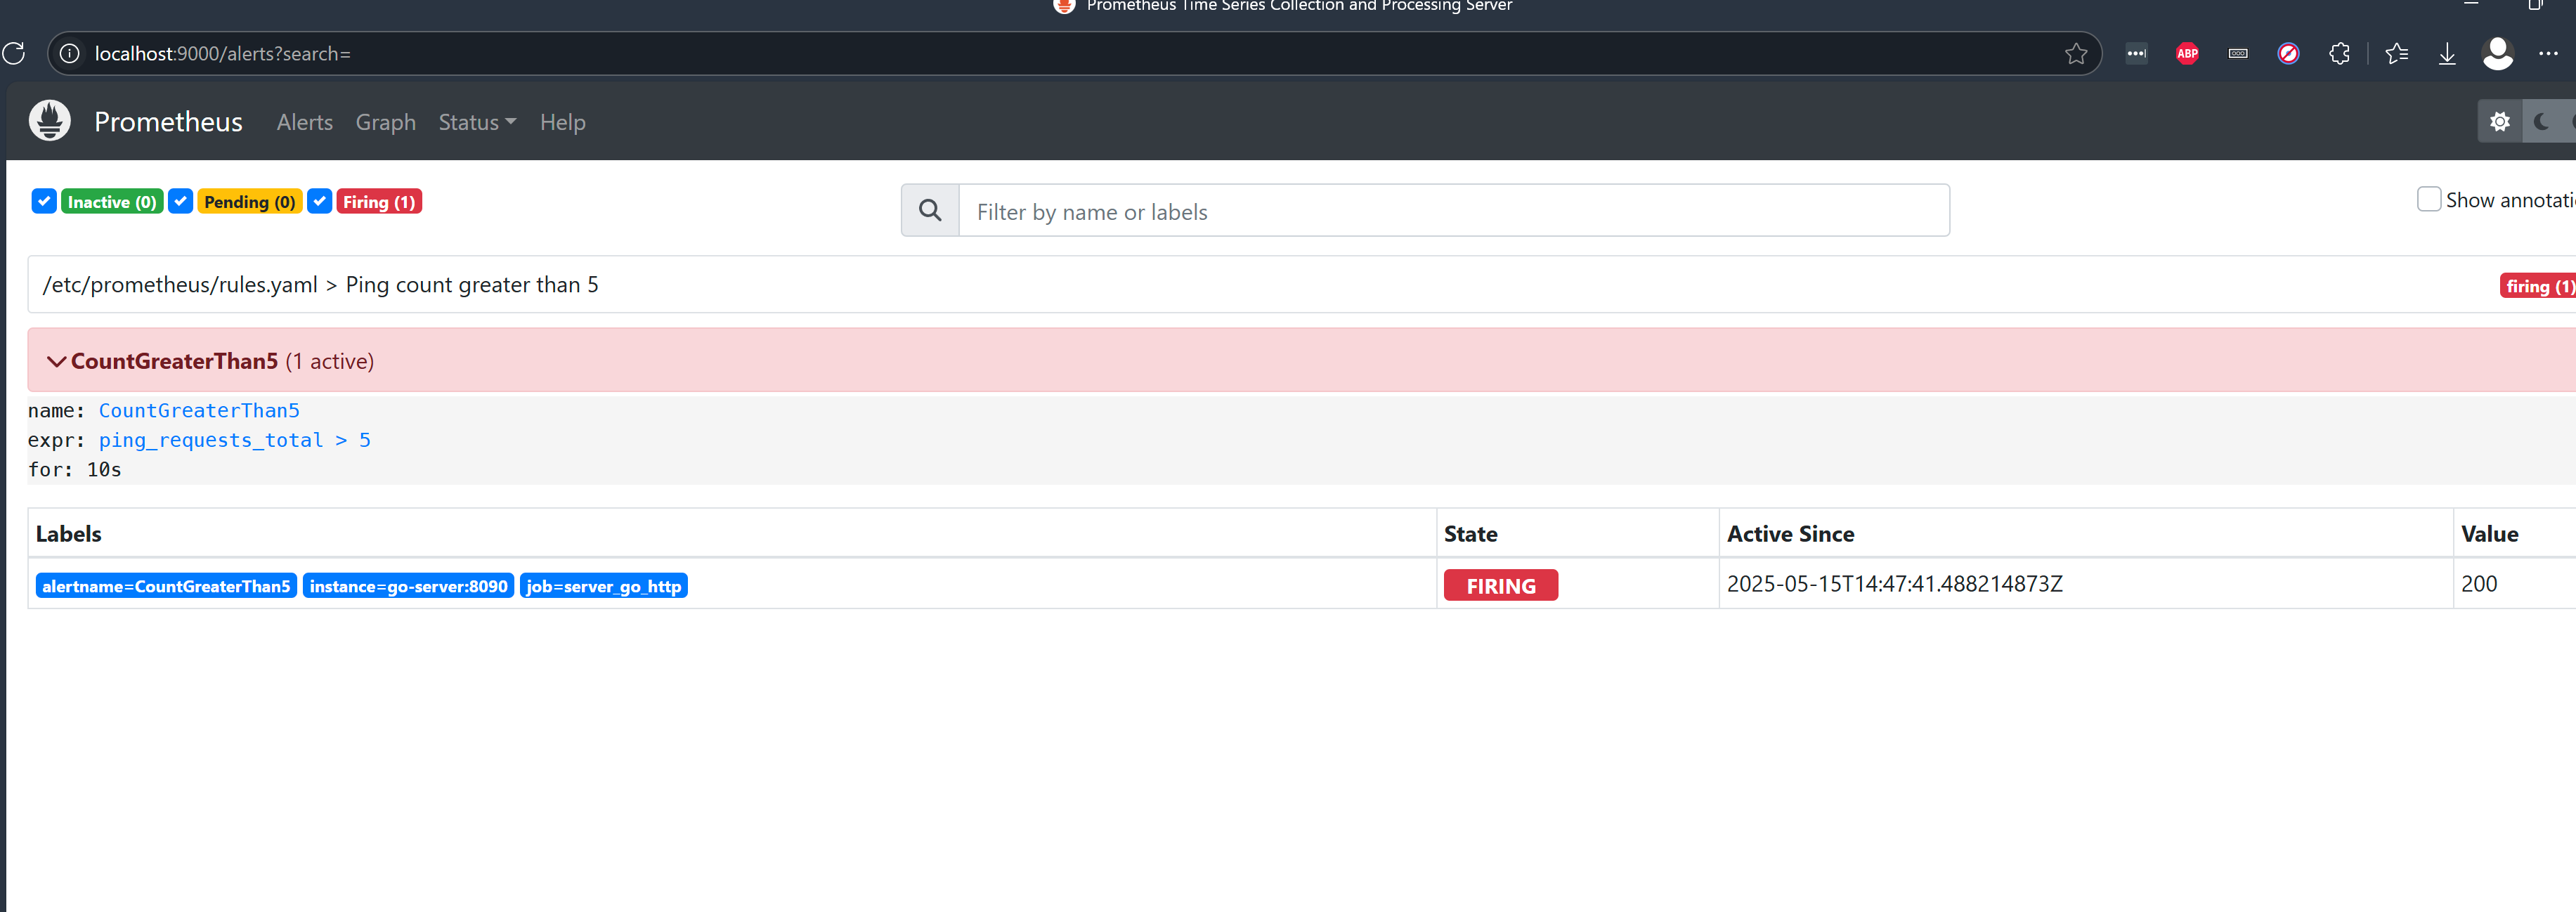 Prometheus Time Series Collection and Processing Server
localhost:9000/alerts?search=
ABP
Prometheus Alerts Graph Status Help
Inactive (0) Pending (0) Firing (1)
Filter by name or labels
Show annotati
/etc/prometheus/rules.yaml > Ping count greater than 5
firing (1)
CountGreaterThan5 (1 active)
name: CountGreaterThan5
expr: ping_requests_total > 5
for: 10s
Labels State Active Since Value
alertname=CountGreaterThan5 instance=go-server:8090 job=server_go_http FIRING 2025-05-15T14:47:41.488214873Z 200